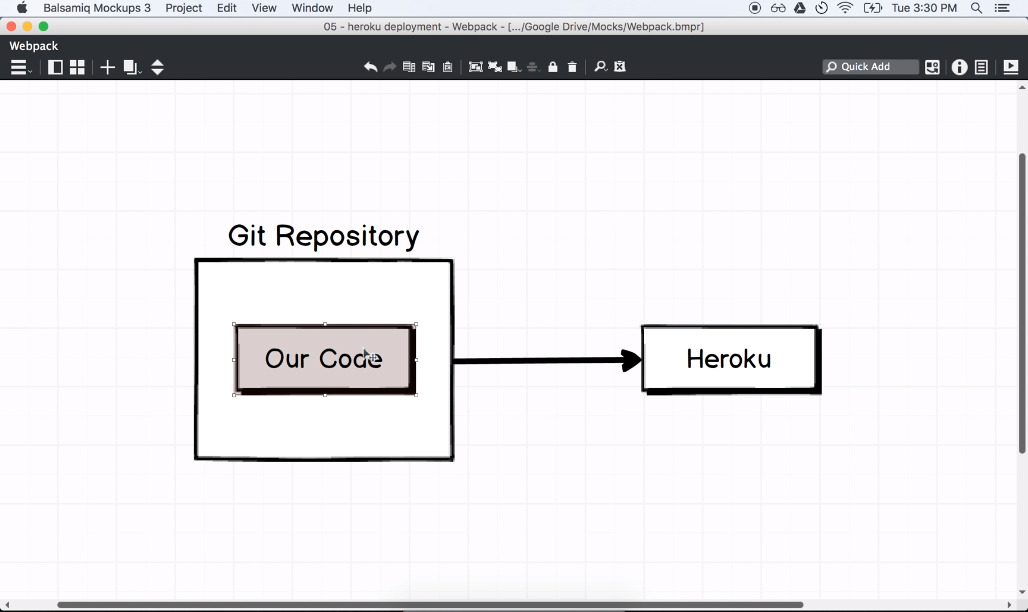 Balsamiq Mockups 3 Project Edit View Window Help Tue 3:30 PM
05 - heroku deployment - Webpack - [.../Google Drive/Mocks/Webpack.bmpr]
Webpack
Quick Add
Git Repository
Our Code
Heroku